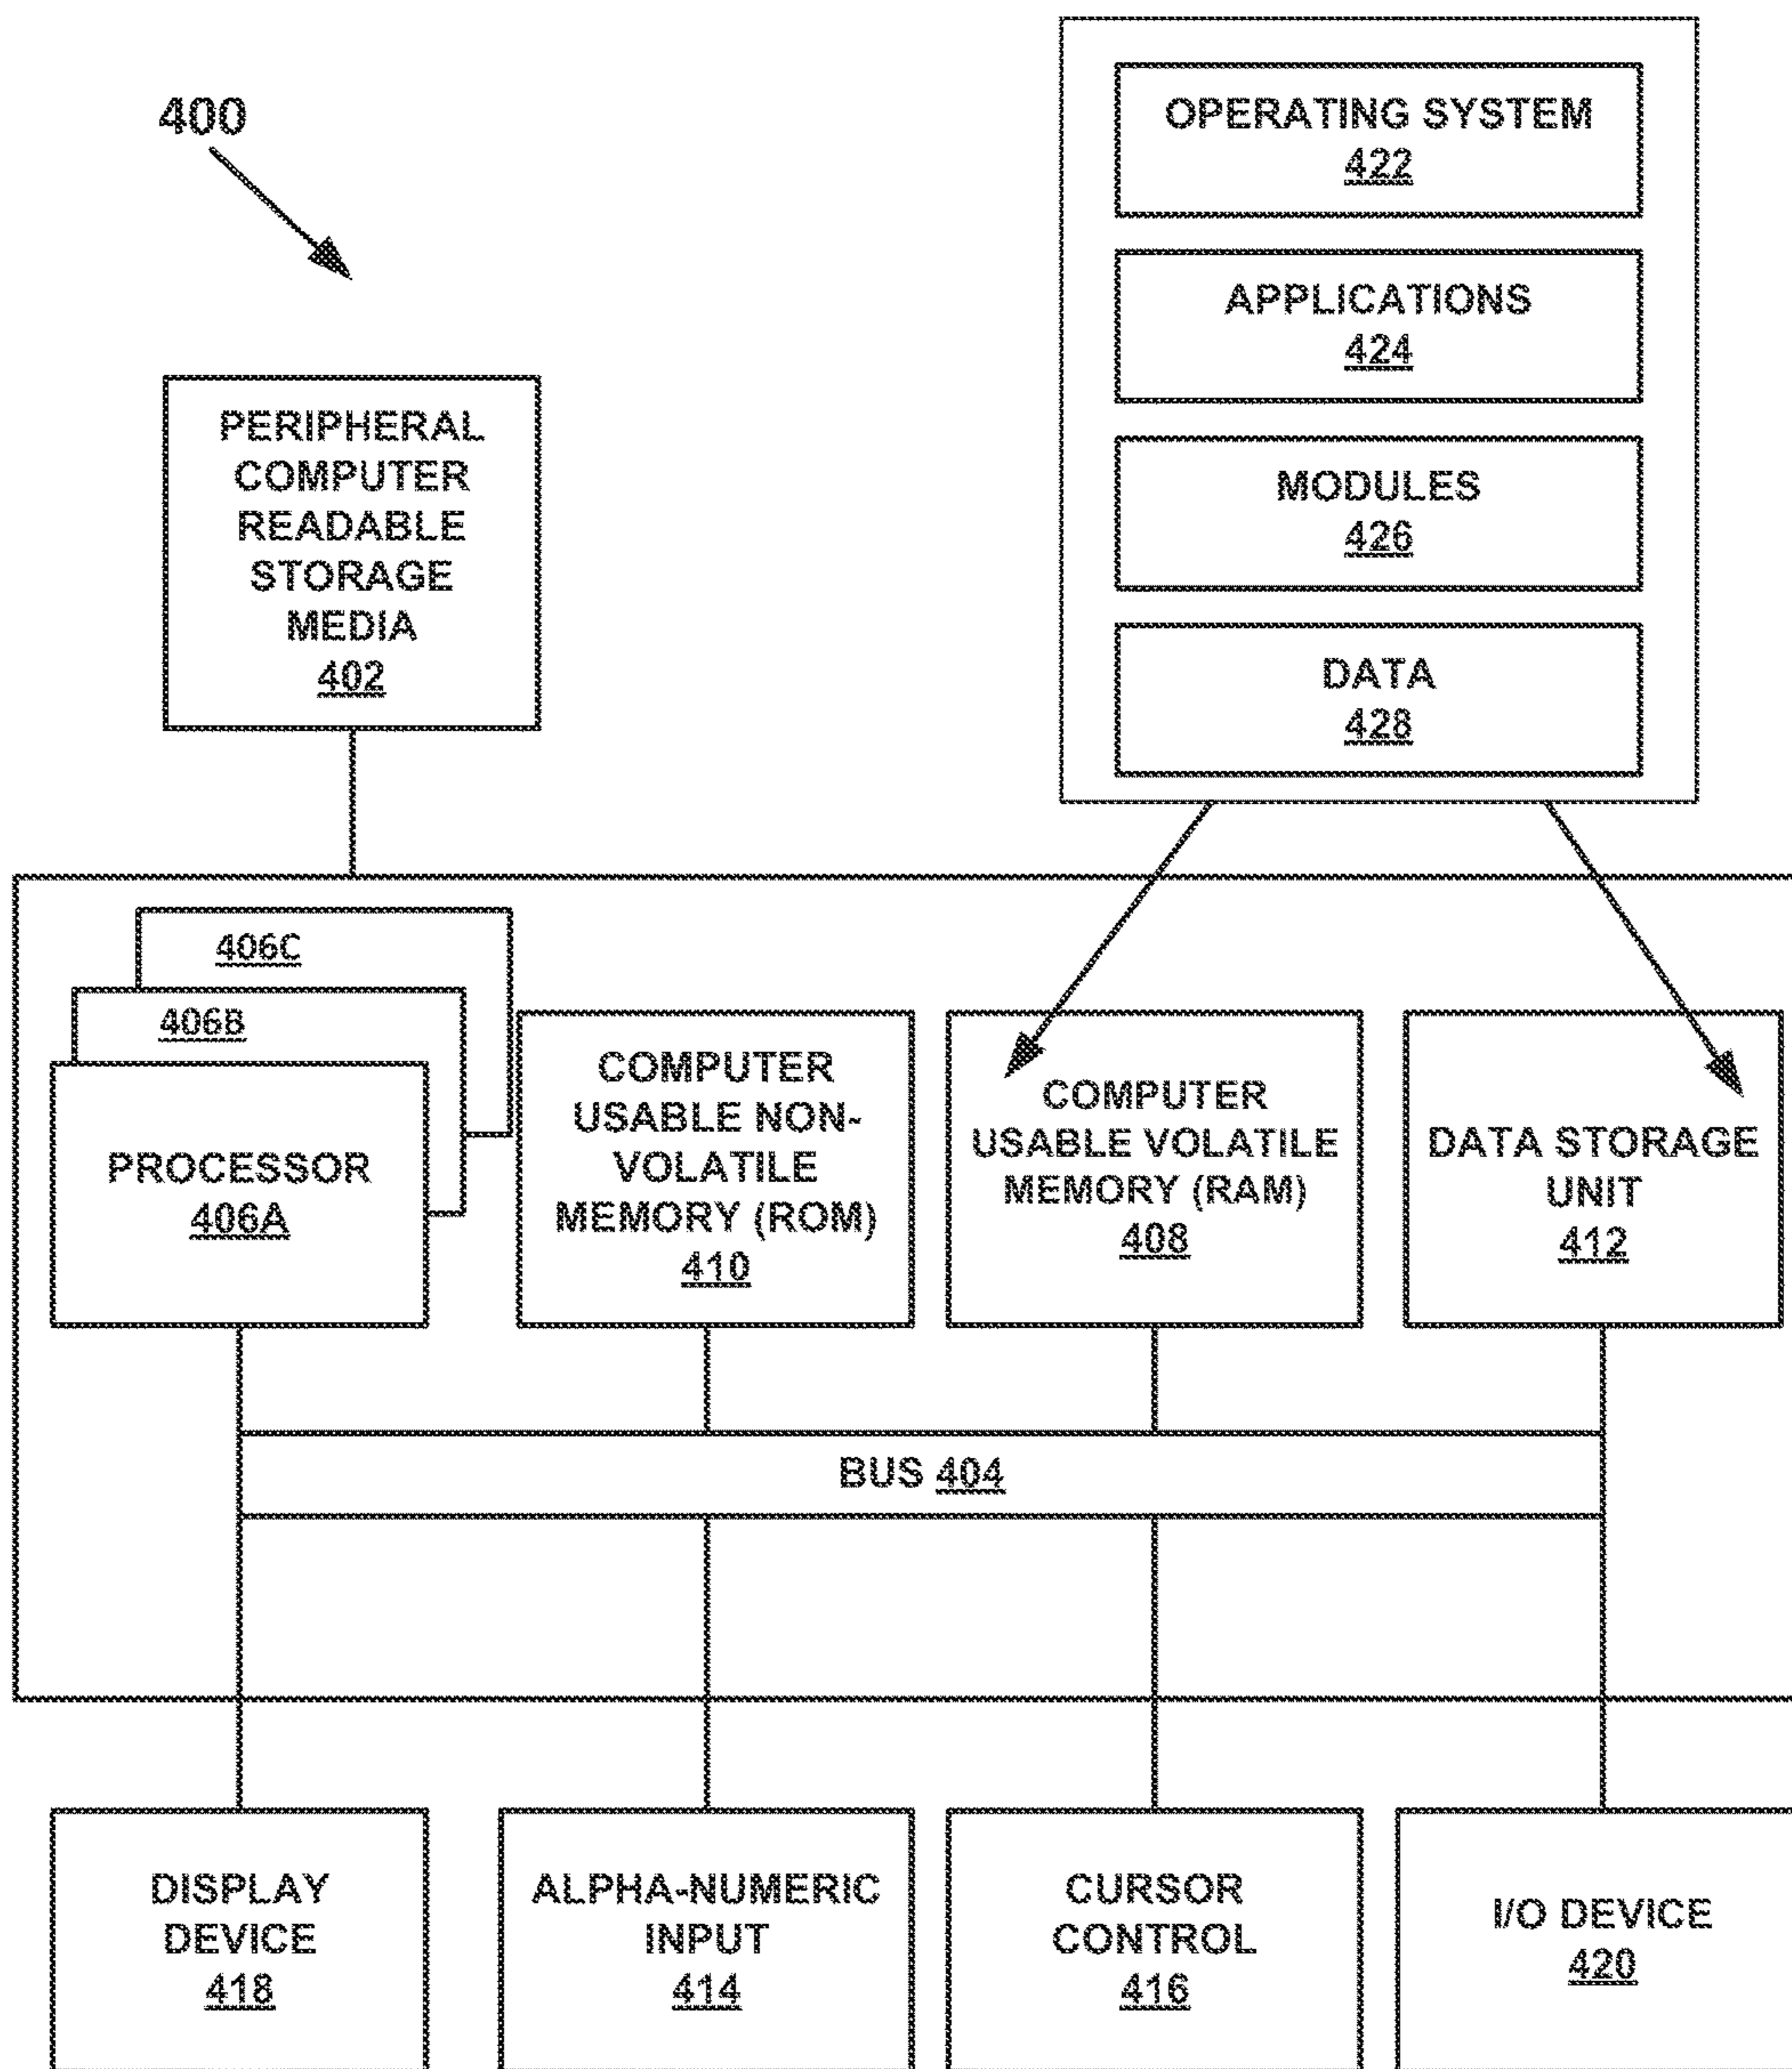 400
OPERATING SYSTEM
422
APPLICATIONS
424
MODULES
426
DATA
428
PERIPHERAL
COMPUTER
READABLE
STORAGE
MEDIA
402
406C
406B
PROCESSOR
406A
COMPUTER
USABLE NON-
VOLATILE
MEMORY (ROM)
410
COMPUTER
USABLE VOLATILE
MEMORY (RAM)
408
DATA STORAGE
UNIT
412
BUS 404
DISPLAY
DEVICE
418
ALPHA-NUMERIC
INPUT
414
CURSOR
CONTROL
416
I/O DEVICE
420